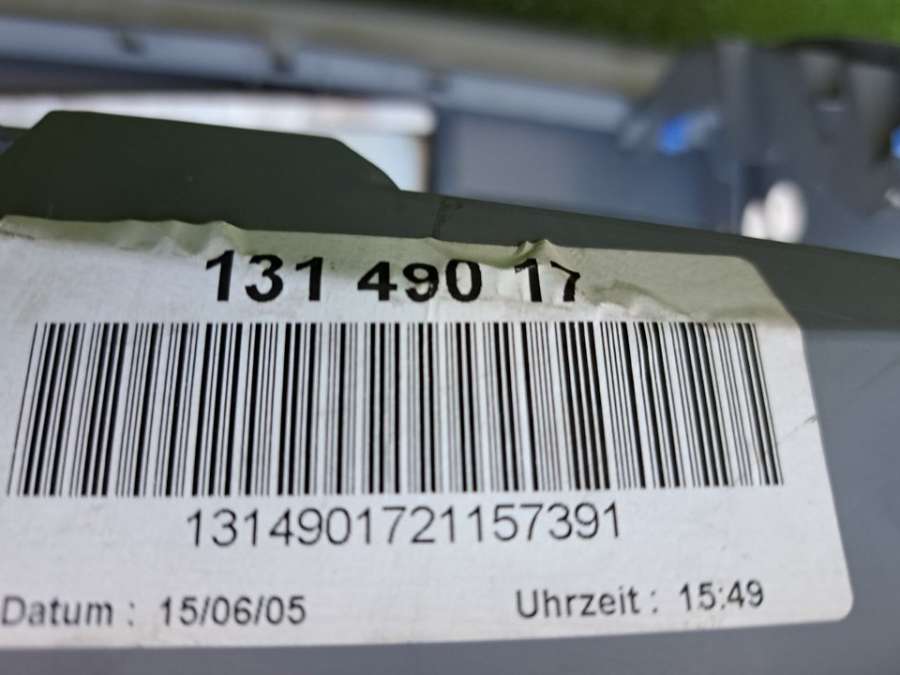 131 490 17
1314901721157391
Datum : 15/06/05
Uhrzeit : 15:49